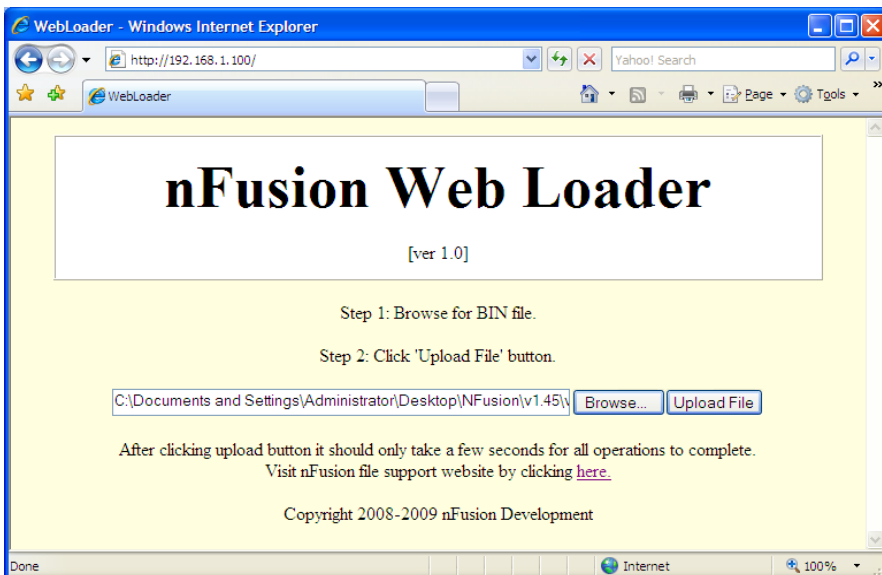 WebLoader - Windows Internet Explorer
http://192.168.1.100/
Yahoo! Search
WebLoader
Page
Tools
nFusion Web Loader
[ver 1.0]
Step 1: Browse for BIN file.
Step 2: Click 'Upload File' button.
C:\Documents and Settings\Administrator\Desktop\NFusion\v1.45\v
Browse...
Upload File
After clicking upload button it should only take a few seconds for all operations to complete.
Visit nFusion file support website by clicking here.
Copyright 2008-2009 nFusion Development
Done
Internet
100%